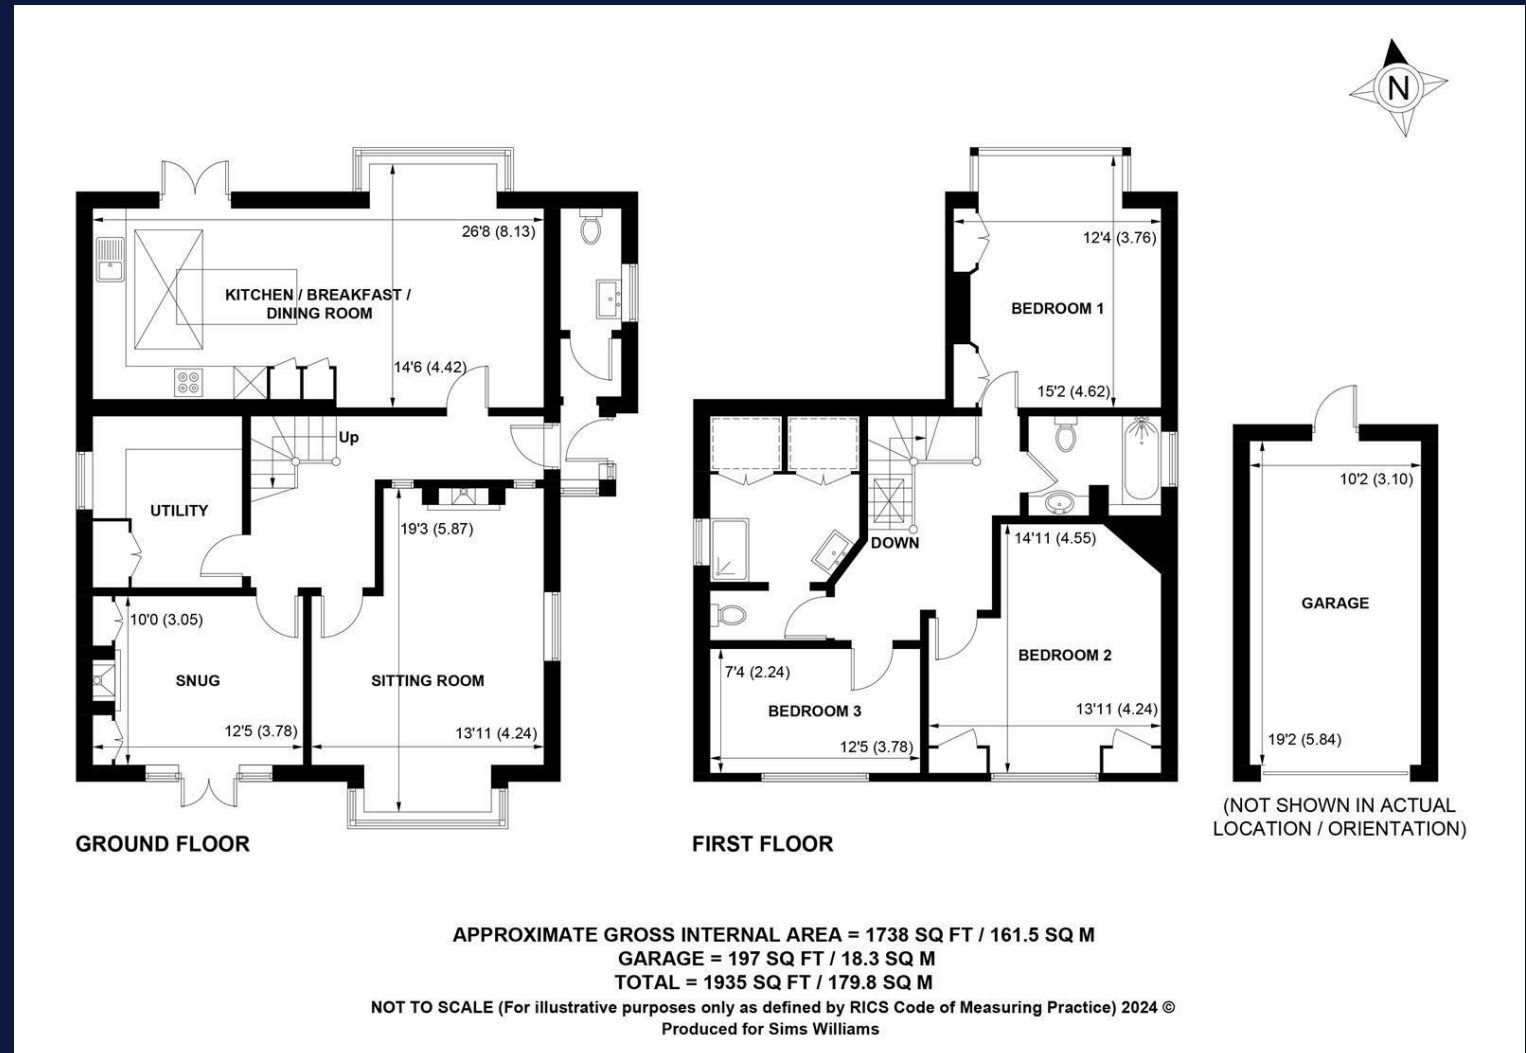 N
26'8 (8.13)
KITCHEN / BREAKFAST /
DINING ROOM
14'6 (4.42)
Up
UTILITY
19'3 (5.87)
10'0 (3.05)
SNUG
SITTING ROOM
12'5 (3.78)
13'11 (4.24)
GROUND FLOOR
12'4 (3.76)
BEDROOM 1
15'2 (4.62)
DOWN
14'11 (4.55)
BEDROOM 2
7'4 (2.24)
BEDROOM 3
13'11 (4.24)
12'5 (3.78)
FIRST FLOOR
10'2 (3.10)
GARAGE
19'2 (5.84)
(NOT SHOWN IN ACTUAL
LOCATION / ORIENTATION)
APPROXIMATE GROSS INTERNAL AREA = 1738 SQ FT / 161.5 SQ M
GARAGE = 197 SQ FT / 18.3 SQ M
TOTAL = 1935 SQ FT / 179.8 SQ M
NOT TO SCALE (For illustrative purposes only as defined by RICS Code of Measuring Practice) 2024 ©
Produced for Sims Williams